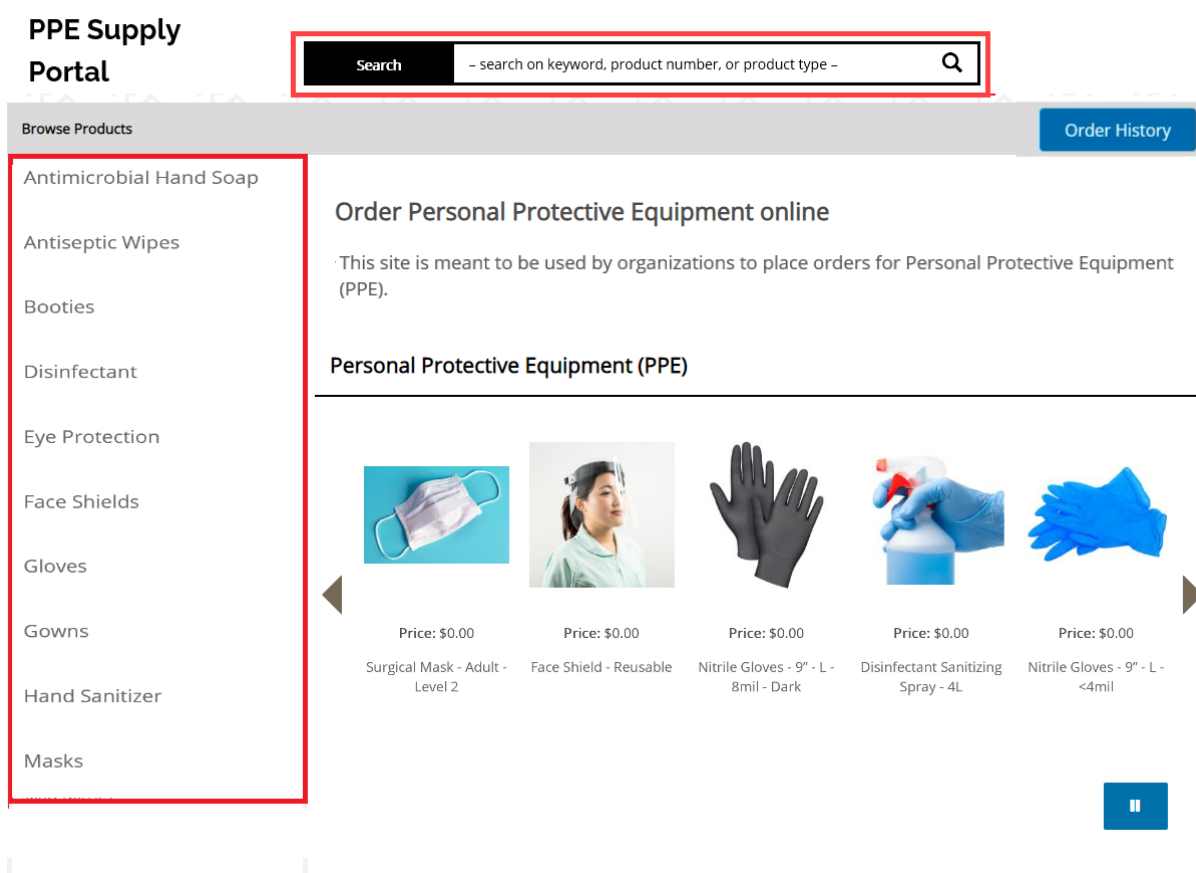 PPE Supply
Portal
Search
– search on keyword, product number, or product type –
Browse Products
Order History
Antimicrobial Hand Soap
Antiseptic Wipes
Booties
Disinfectant
Eye Protection
Face Shields
Gloves
Gowns
Hand Sanitizer
Masks
Order Personal Protective Equipment online
This site is meant to be used by organizations to place orders for Personal Protective Equipment
(PPE).
Personal Protective Equipment (PPE)
Price: $0.00
Surgical Mask - Adult -
Level 2
Price: $0.00
Face Shield - Reusable
Price: $0.00
Nitrile Gloves - 9" - L -
8mil - Dark
Price: $0.00
Disinfectant Sanitizing
Spray - 4L
Price: $0.00
Nitrile Gloves - 9" - L -
<4mil